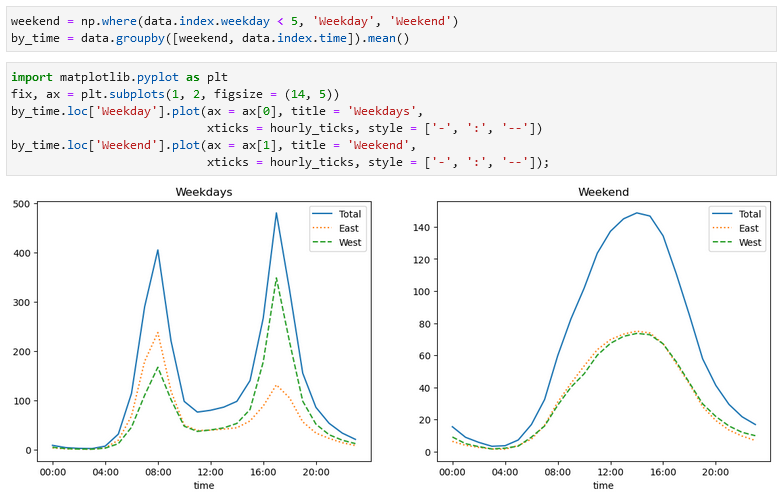 weekend = np.where(data.index.weekday < 5, 'Weekday', 'Weekend')
by_time = data.groupby([weekend, data.index.time]).mean()
import matplotlib.pyplot as plt
fix, ax = plt.subplots(1, 2, figsize = (14, 5))
by_time.loc['Weekday'].plot(ax = ax[0], title = 'Weekdays',
xticks = hourly_ticks, style = ['-', ':', '--'])
by_time.loc['Weekend'].plot(ax = ax[1], title = 'Weekend',
xticks = hourly_ticks, style = ['-', ':', '--']);
Weekdays
500
400
300
200
100
0
Total
East
West
00:00 04:00 08:00 12:00 16:00 20:00
time
Weekend
140
120
100
80
60
40
20
0
Total
East
West
00:00 04:00 08:00 12:00 16:00 20:00
time